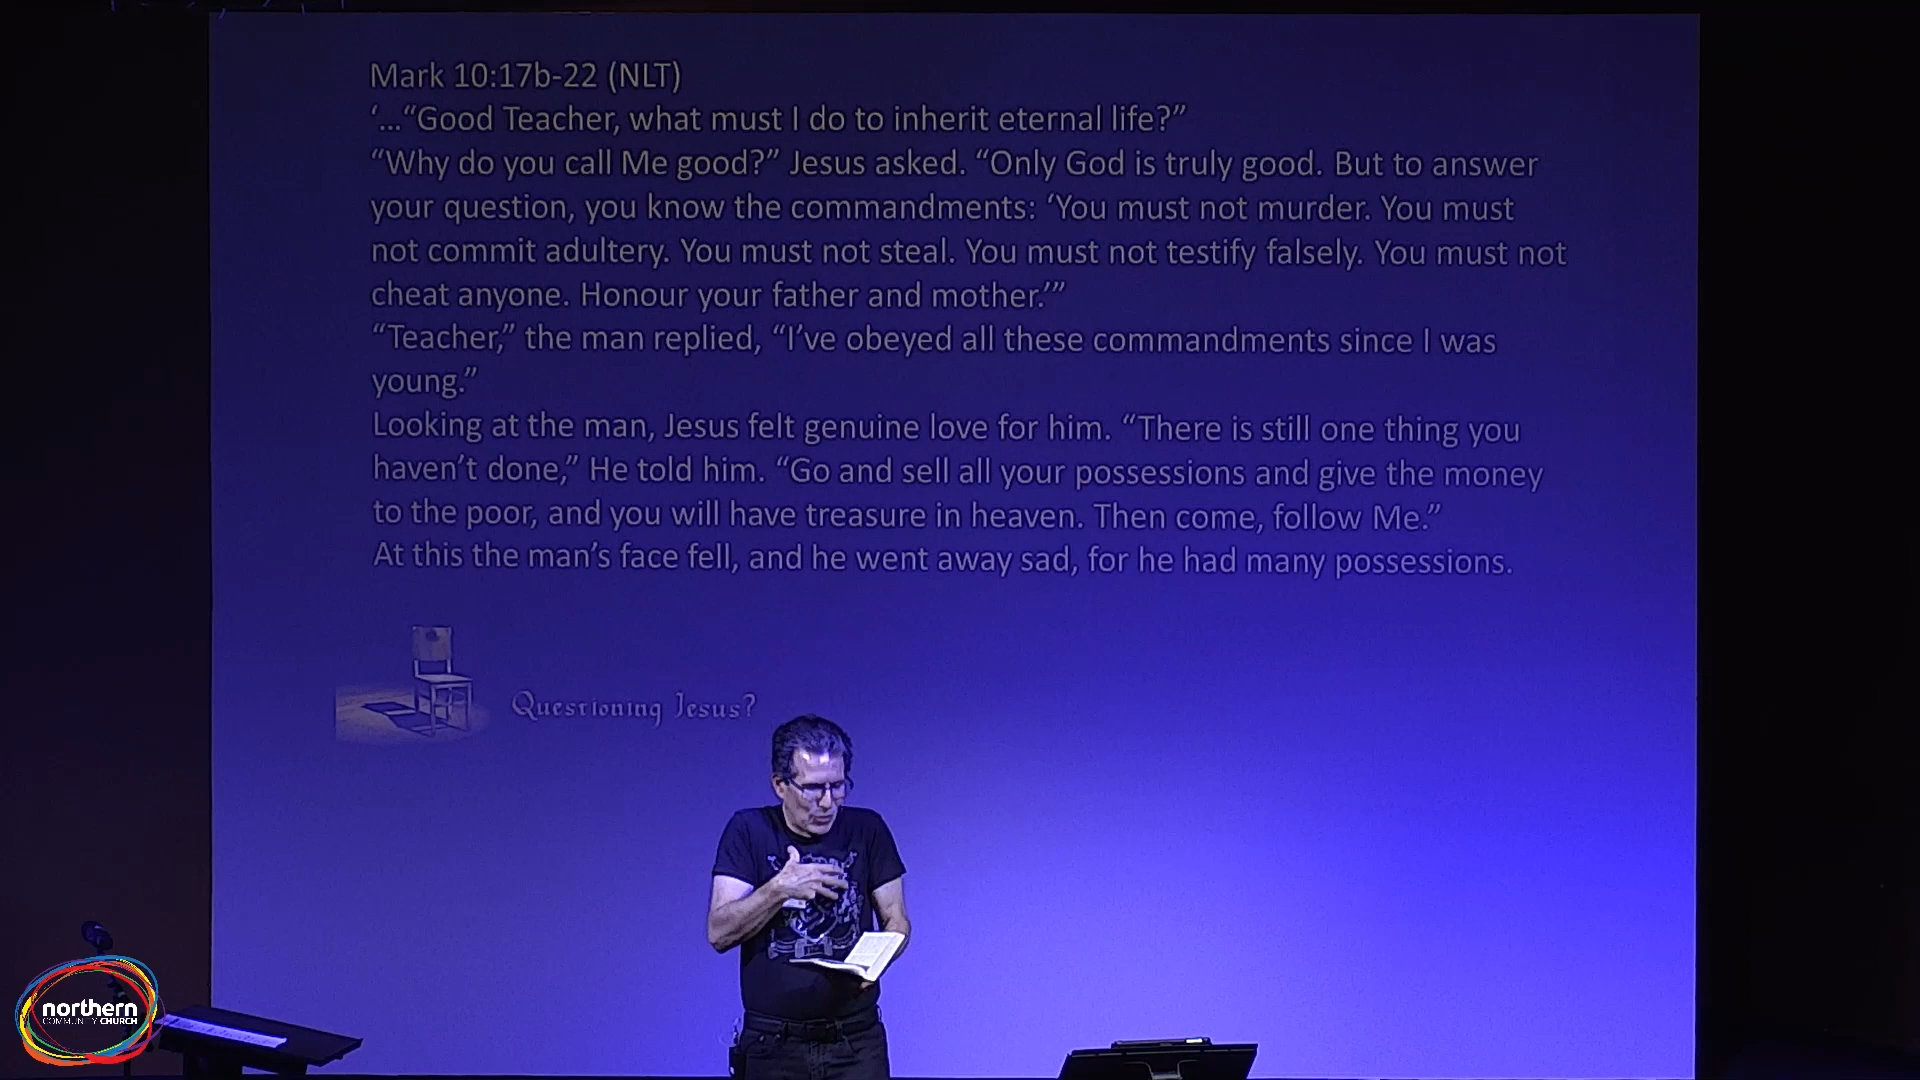 Mark 10:17b-22 (NLT)
‘...“Good Teacher, what must I do to inherit eternal life?”
“Why do you call Me good?” Jesus asked. “Only God is truly good. But to answer
your question, you know the commandments: ‘You must not murder. You must
not commit adultery. You must not steal. You must not testify falsely. You must not
cheat anyone. Honour your father and mother.’”
“Teacher,” the man replied, “I’ve obeyed all these commandments since I was
young.”
Looking at the man, Jesus felt genuine love for him. “There is still one thing you
haven’t done,” He told him. “Go and sell all your possessions and give the money
to the poor, and you will have treasure in heaven. Then come, follow Me.”
At this the man’s face fell, and he went away sad, for he had many possessions.
Questioning Jesus?
northern
COMMUNITY CHURCH